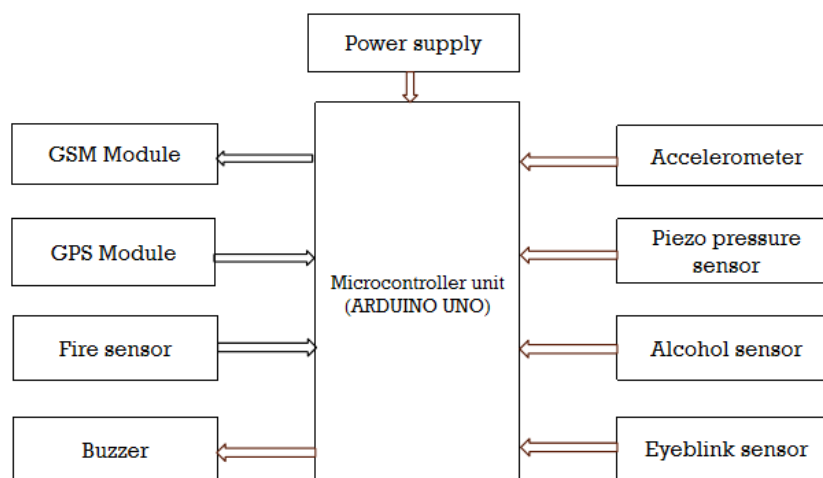 Power supply
GSM Module
GPS Module
Fire sensor
Buzzer
Microcontroller unit
(ARDUINO UNO)
Accelerometer
Piezo pressure
sensor
Alcohol sensor
Eyeblink sensor